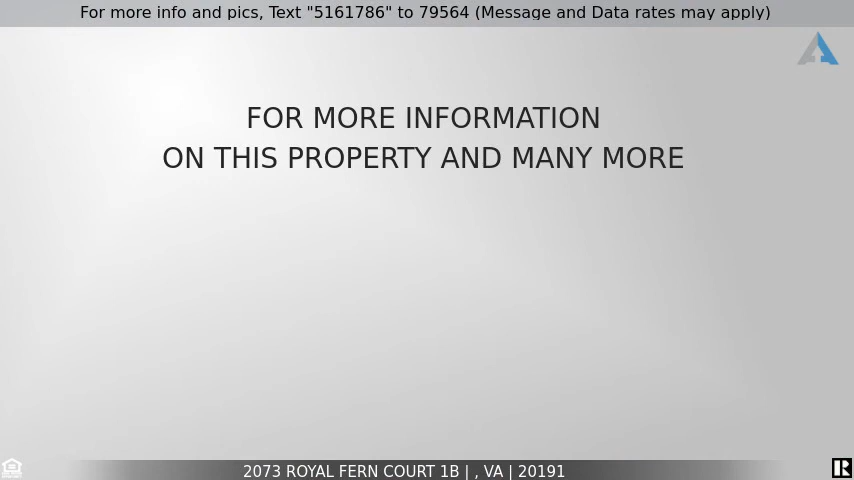 For more info and pics, Text "5161786" to 79564 (Message and Data rates may apply)
FOR MORE INFORMATION
ON THIS PROPERTY AND MANY MORE
2073 ROYAL FERN COURT 1B | , VA | 20191